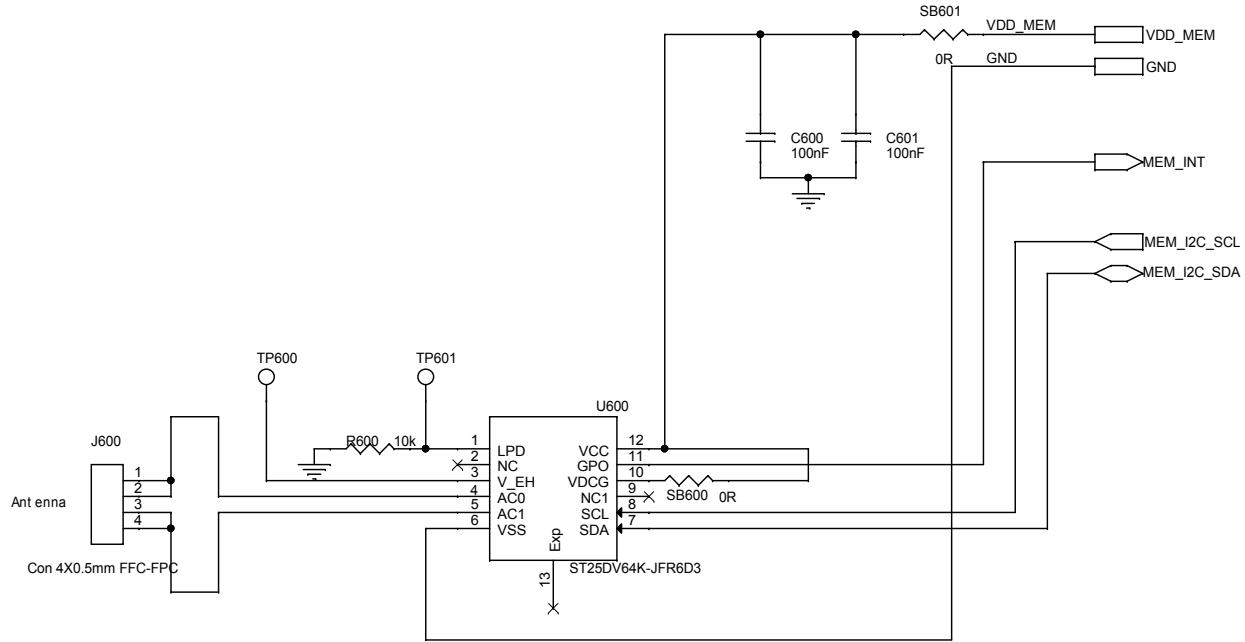 SB601
VDD_MEM
VDD_MEM
0R
GND
GND
C600
100nF
C601
100nF
MEM_INT
MEM_I2C_SCL
MEM_I2C_SDA
TP600
TP601
U600
J600
R600
10k
1
LPD
VCC
12
2
NC
GPO
11
3
V_EH
VDCG
10
SB600
0R
4
AC0
NC1
9
5
AC1
SCL
8
6
VSS
SDA
7
1
2
3
4
Ant enna
Exp
13
Con 4X0.5mm FFC-FPC
ST25DV64K-JFR6D3